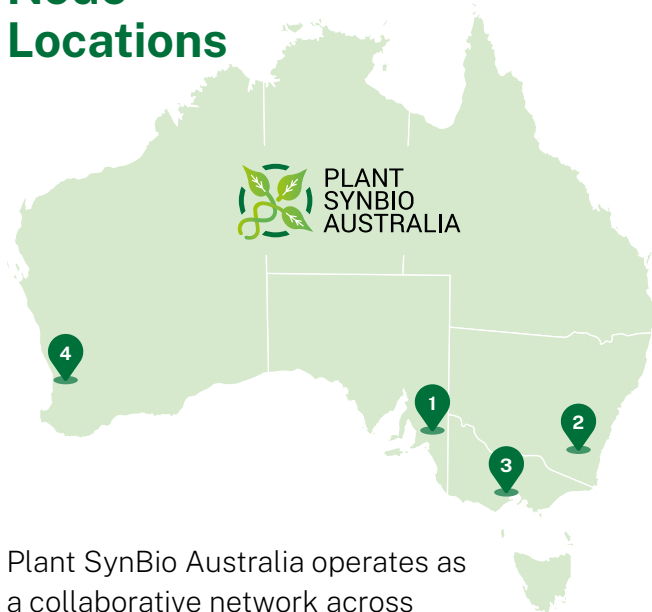 Locations
PLANT
SYNBIO
AUSTRALIA
4
1
2
3
Plant SynBio Australia operates as
a collaborative network across